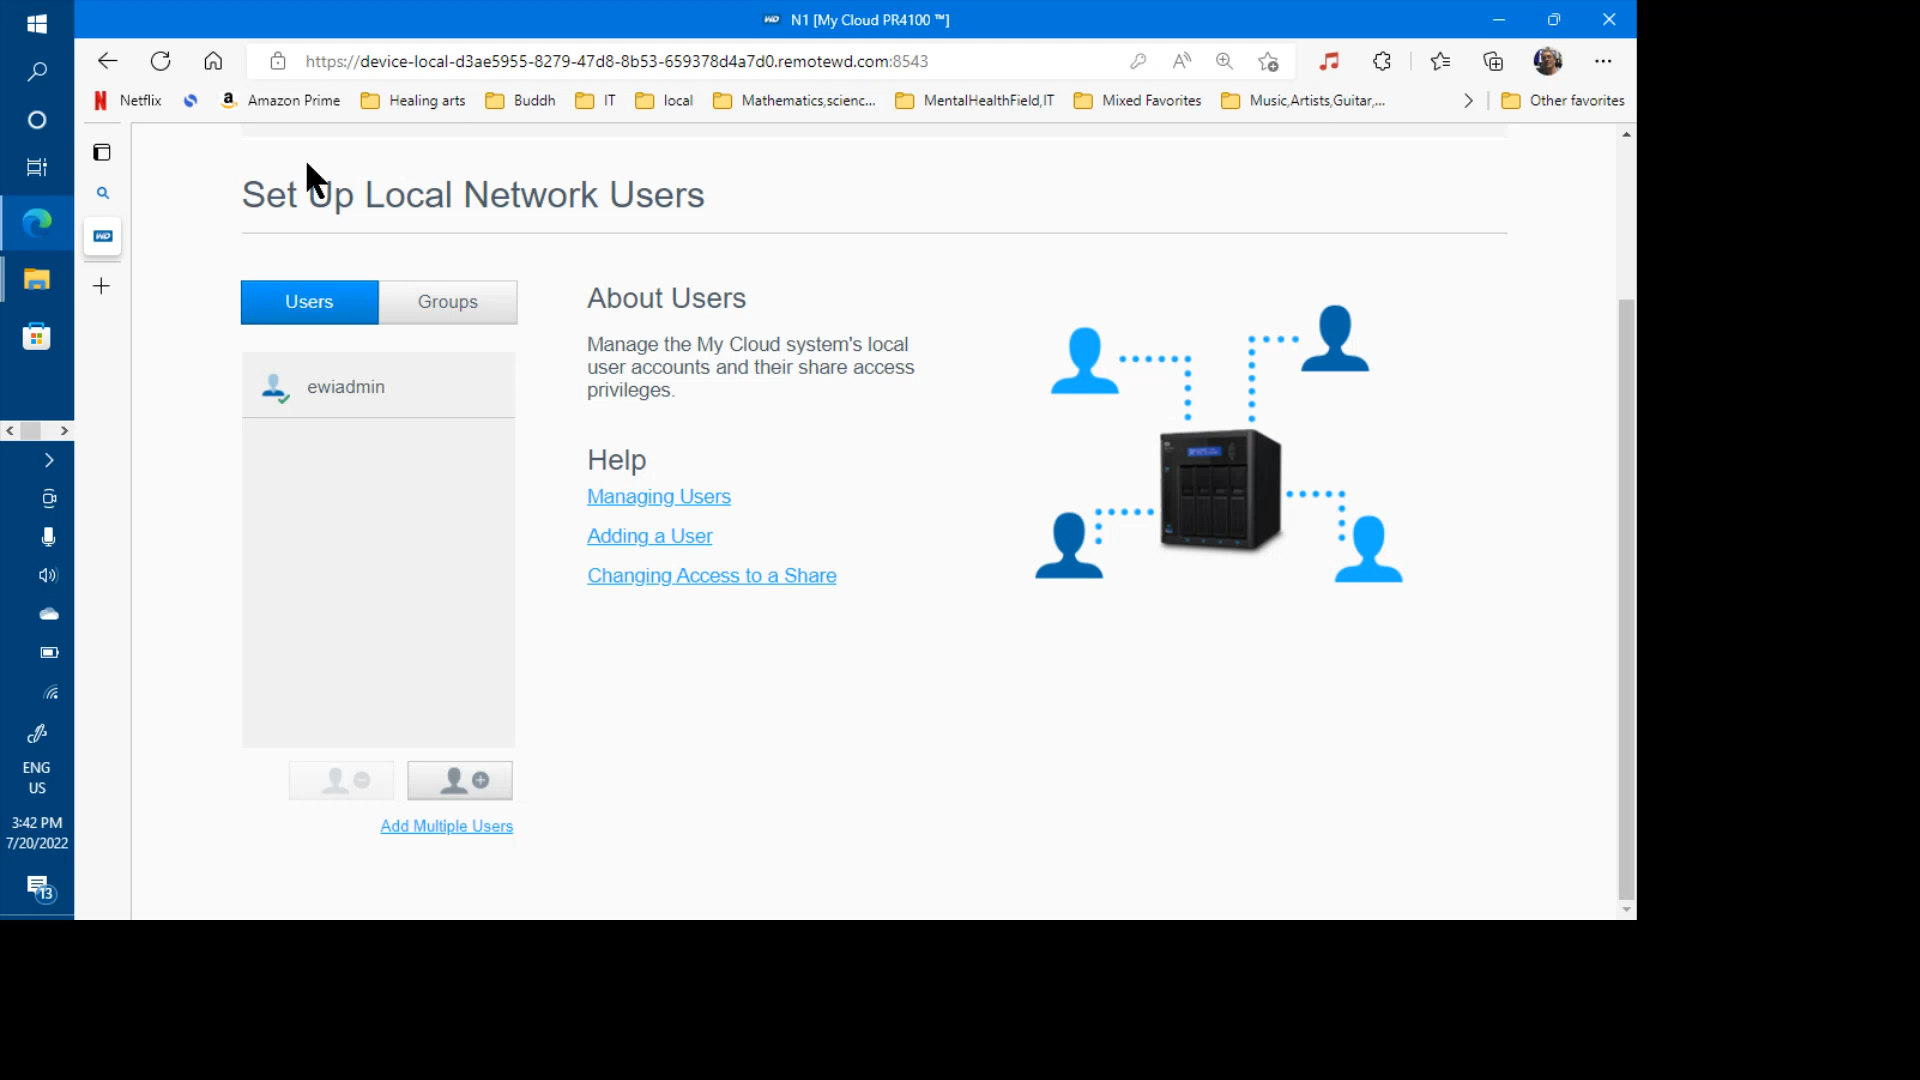 N1 [My Cloud PR4100 ™]
https://device-local-d3ae5955-8279-47d8-8b53-659378d4a7d0.remotewd.com:8543
Netflix
Amazon Prime
Healing arts
Buddh
IT
local
Mathematics,scienc...
MentalHealthField,IT
Mixed Favorites
Music,Artists,Guitar,...
Other favorites
Set Up Local Network Users
Users
Groups
ewiadmin
Add Multiple Users
About Users
Manage the My Cloud system's local
user accounts and their share access
privileges.
Help
Managing Users
Adding a User
Changing Access to a Share
WD
ENG
US
3:42 PM
7/20/2022
13